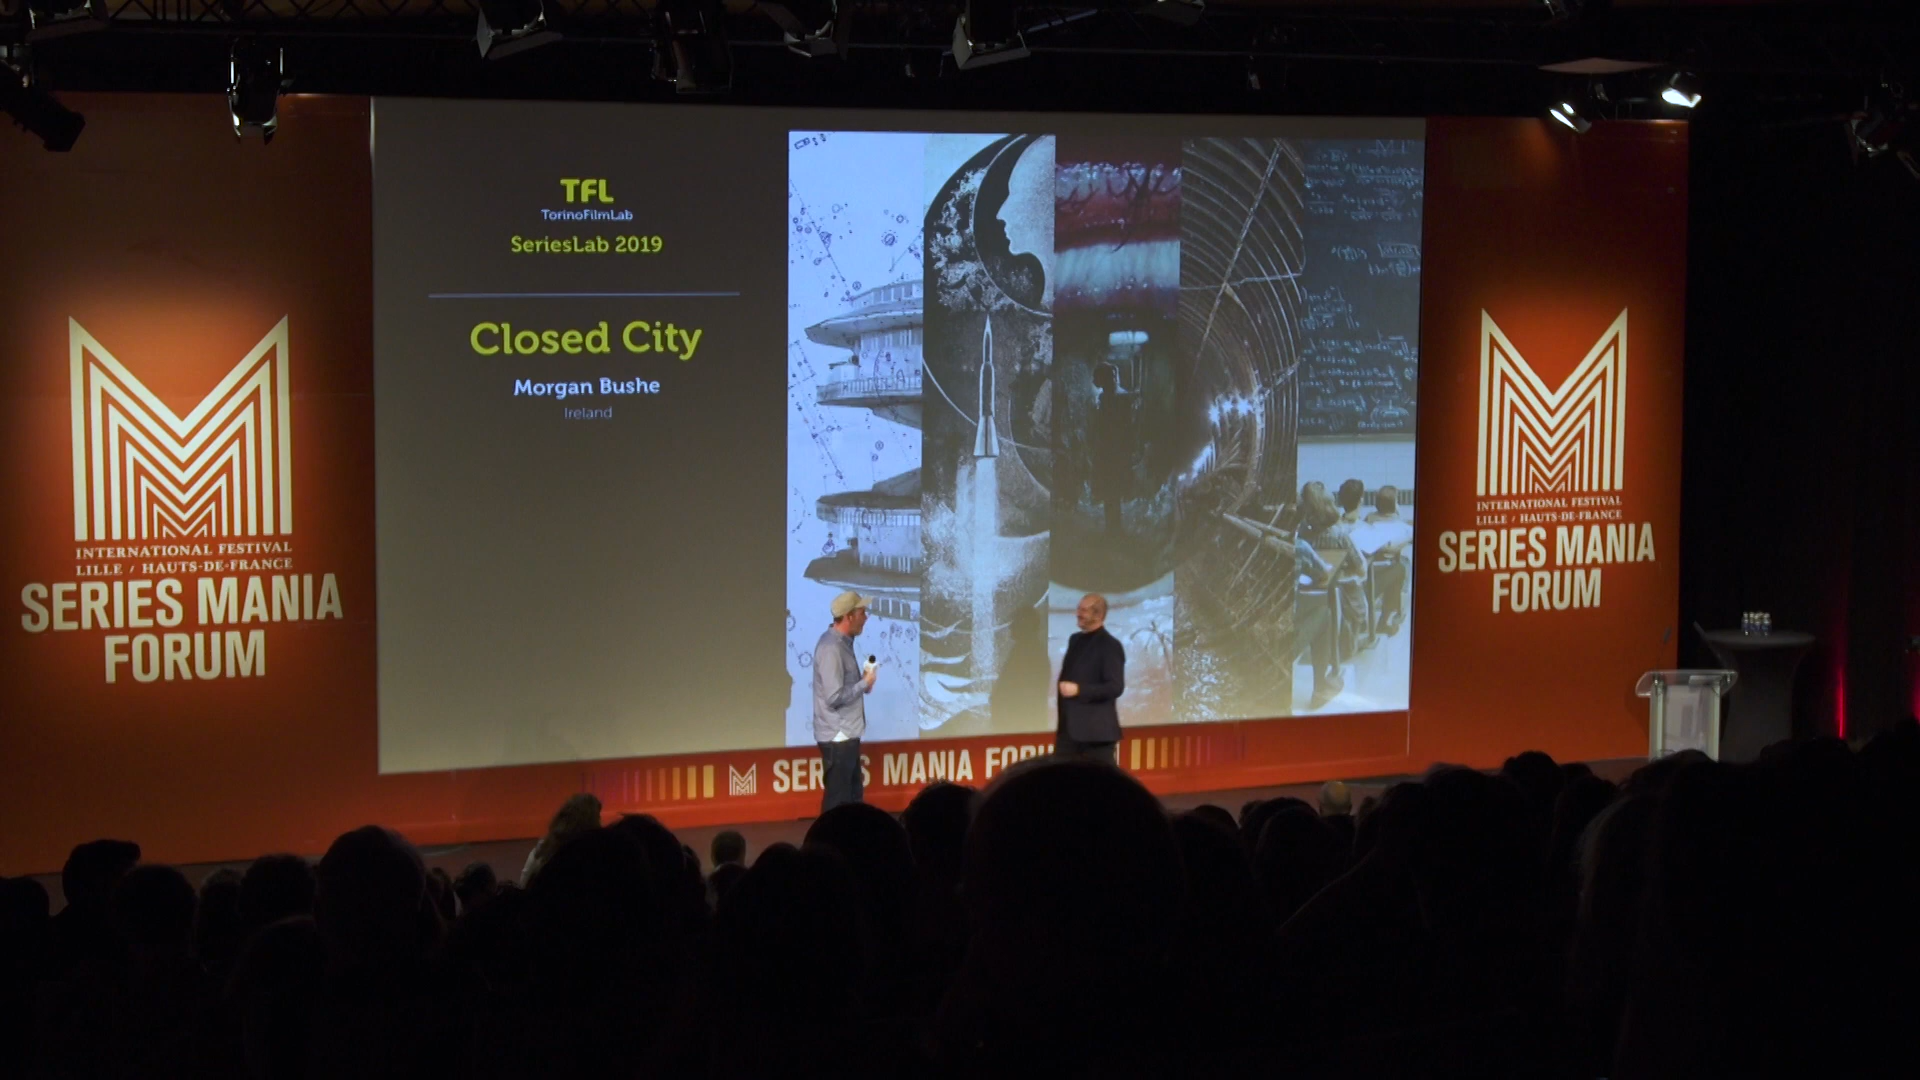 TFL
TorinoFilmLab
SeriesLab 2019
Closed City
Morgan Bushe
Ireland
INTERNATIONAL FESTIVAL
LILLE / HAUTS-DE-FRANCE
SERIES MANIA
FORUM
INTERNATIONAL FESTIVAL
LILLE / HAUTS-DE-FRANCE
SERIES MANIA
FORUM
MANIA